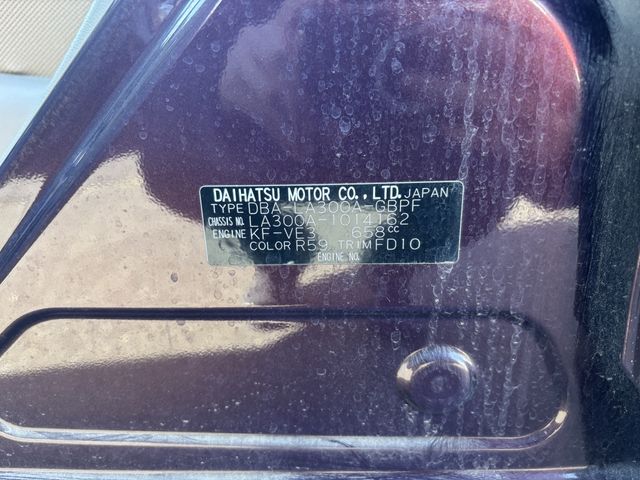 DAIHATSU MOTOR CO., LTD. JAPAN
TYPE DBA-LA300A-GBPF
CHASSIS NO. LA300A-1014162
ENGINE KF-VE3 658cc
COLOR R59 TRIM FD10
ENGINE NO.